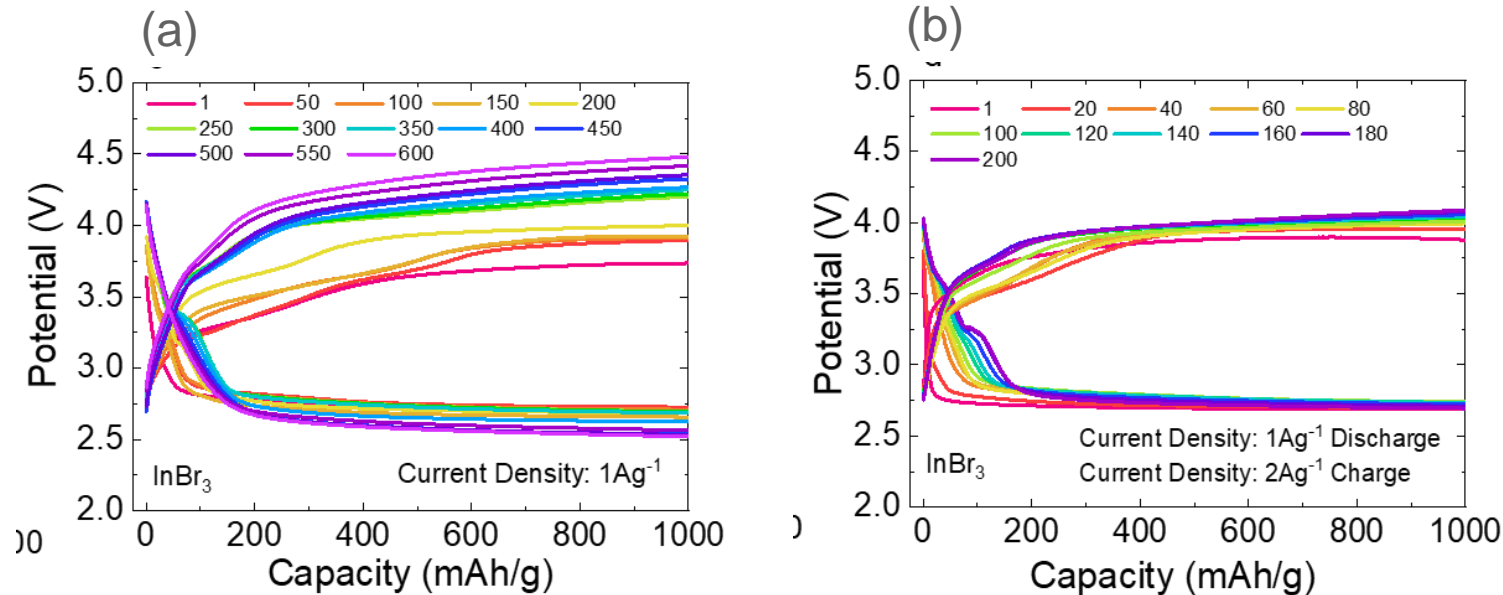 (a)
5.0
4.5
4.0
3.5
3.0
2.5
2.0
Potential (V)
1 50 100 150 200
250 300 350 400 450
500 550 600
InBr3
Current Density: 1Ag-1
0 200 400 600 800 1000
Capacity (mAh/g)
00
(b)
5.0
4.5
4.0
3.5
3.0
2.5
2.0
Potential (V)
1 20 40 60 80
100 120 140 160 180
200
Current Density: 1Ag-1 Discharge
InBr3
Current Density: 2Ag-1 Charge
0 200 400 600 800 1000
Capacity (mAh/g)